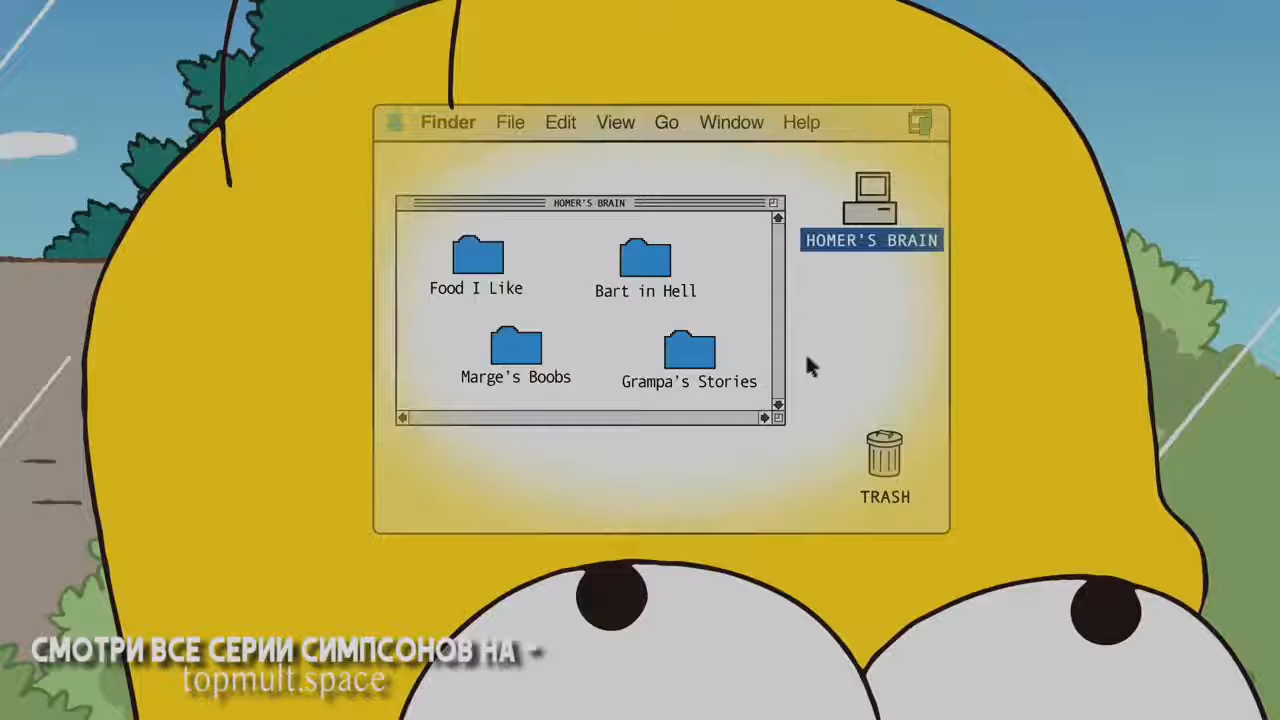 Finder File Edit View Go Window Help
HOMER'S BRAIN
HOMER'S BRAIN
Food I Like
Bart in Hell
Marge's Boobs
Grampa's Stories
TRASH
СМОТРИ ВСЕ СЕРИИ СИМПСОНОВ НА -
topmult.space